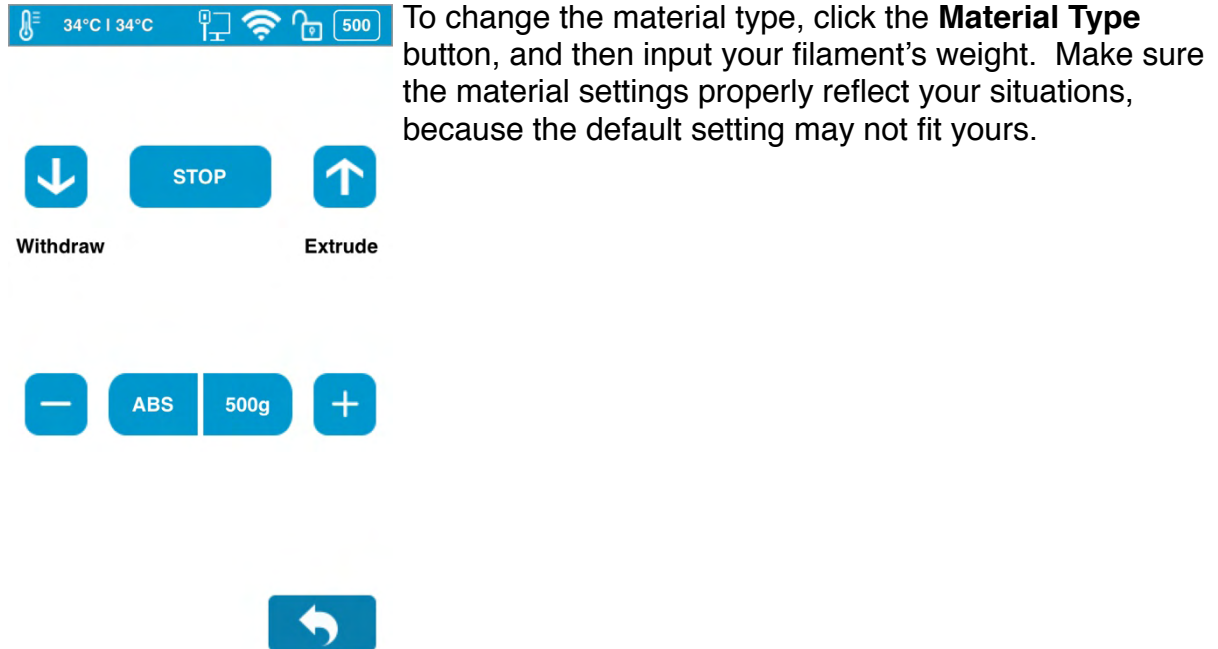 34°C I 34°C 500
To change the material type, click the Material Type
button, and then input your filament's weight.  Make sure
the material settings properly reflect your situations,
because the default setting may not fit yours.
STOP
Withdraw Extrude
ABS 500g